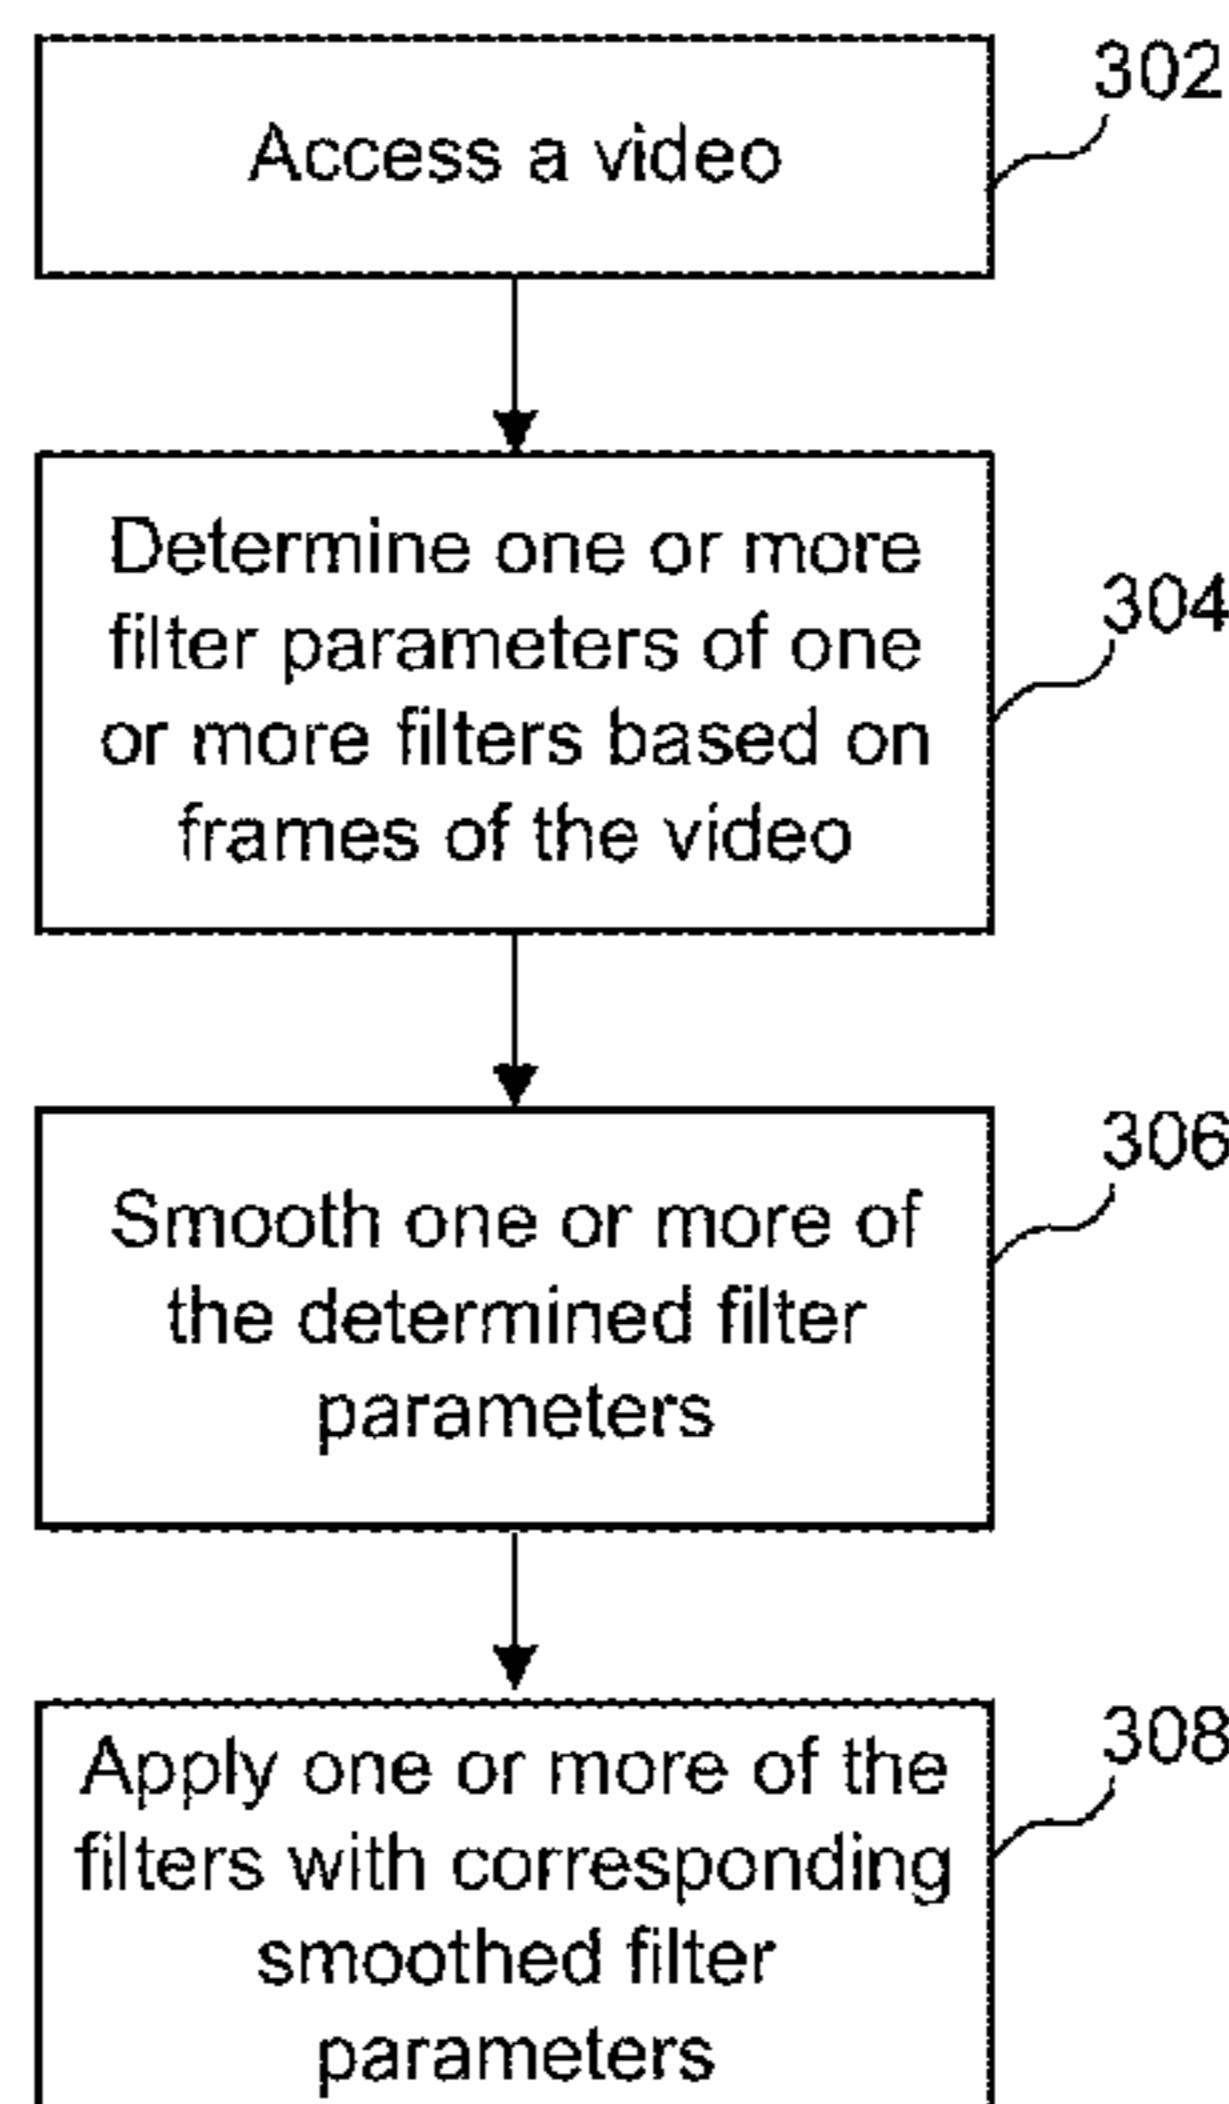 302
Access a video
Determine one or more
304
filter parameters of one
or more filters based on
frames of the video
306
Smooth one or more of
the determined filter
parameters
308
Apply one or more of the
filters with corresponding
smoothed filter
parameters